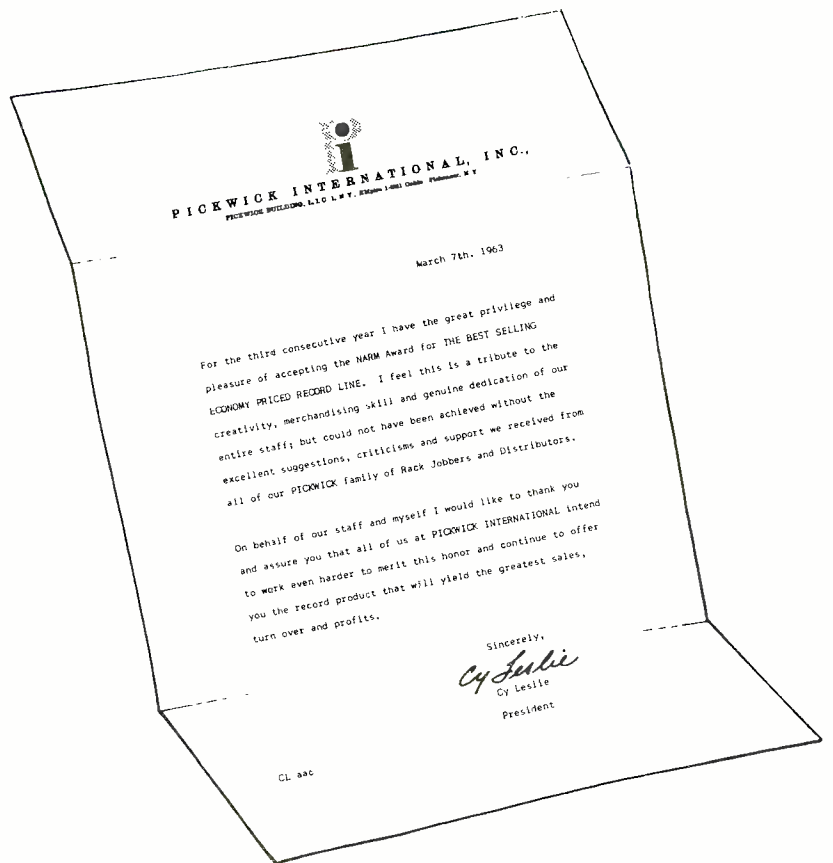 PICKWICK INTERNATIONAL, INC.,
PICKWICK BUILDING, L.I.C. 1, N.Y. N.Y.
March 7th. 1963
For the third consecutive year I have the great privilege and
pleasure of accepting the NARM Award for THE BEST SELLING
ECONOMY PRICED RECORD LINE. I feel this is a tribute to the
creativity, merchandising skill and genuine dedication of our
entire staff; but could not have been achieved without the
excellent suggestions, criticisms and support we received from
all of our PICKWICK family of Rack Jobbers and Distributors.
On behalf of our staff and myself I would like to thank you
and assure you that all of us at PICKWICK INTERNATIONAL intend
to work even harder to merit this honor and continue to offer
you the record product that will yield the greatest sales,
turn over and profits.
Sincerely,
Cy Leslie
Cy Leslie
President
CL aac